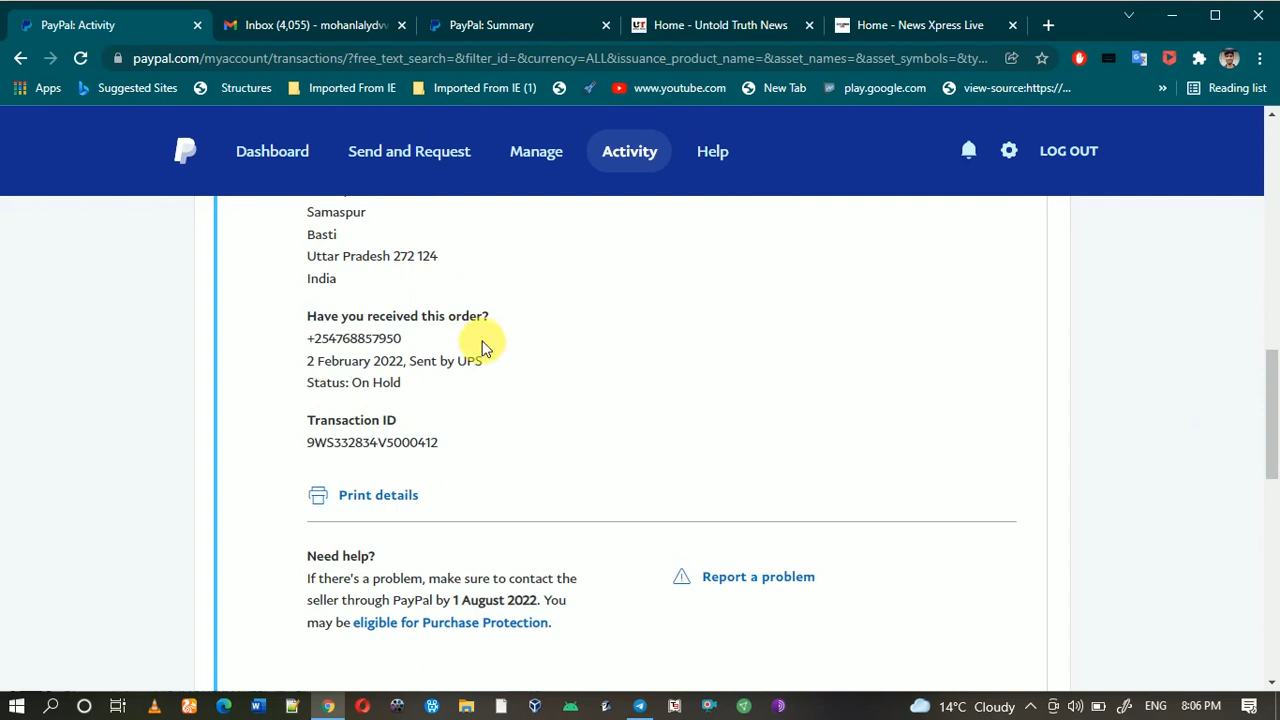 PayPal: Activity
Inbox (4,055) - mohanlalydvv
PayPal: Summary
Home - Untold Truth News
Home - News Xpress Live
paypal.com/myaccount/transactions/?free_text_search=&filter_id=&currency=ALL&issuance_product_name=&asset_names=&asset_symbols=&ty...
Apps
Suggested Sites
Structures
Imported From IE
Imported From IE (1)
www.youtube.com
New Tab
play.google.com
view-source:https://...
»
Reading list
Dashboard
Send and Request
Manage
Activity
Help
LOG OUT
Samaspur
Basti
Uttar Pradesh 272 124
India
Have you received this order?
+254768857950
2 February 2022, Sent by UPS
Status: On Hold
Transaction ID
9WS332834V5000412
Print details
Need help?
If there's a problem, make sure to contact the
seller through PayPal by 1 August 2022. You
may be eligible for Purchase Protection.
Report a problem
14°C Cloudy
ENG
8:06 PM